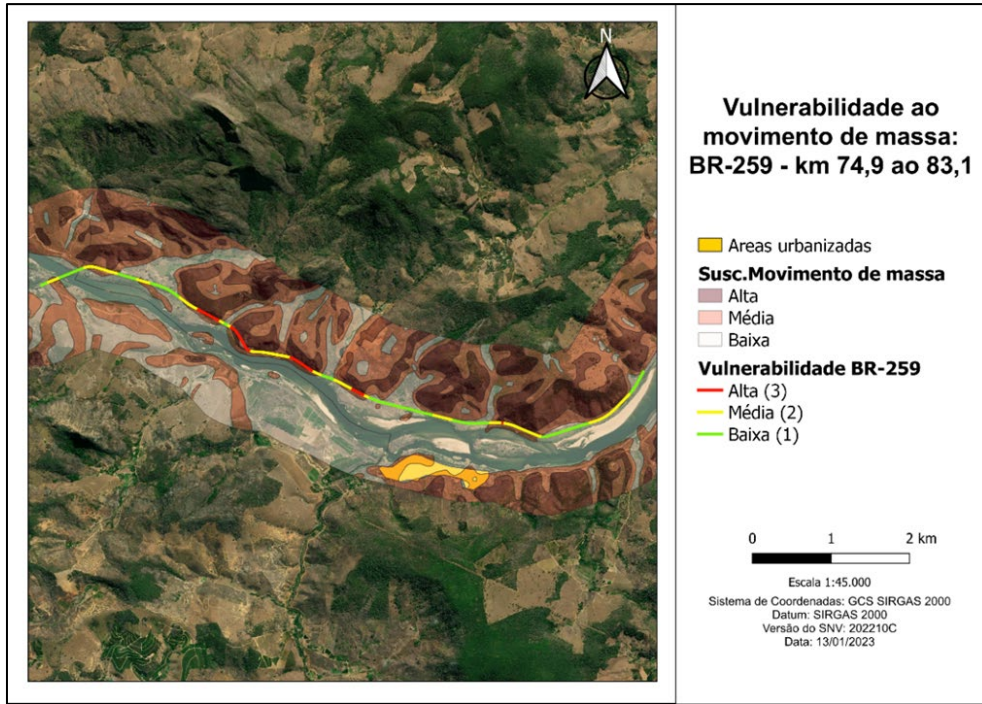 N
Vulnerabilidade ao
movimento de massa:
BR-259 - km 74,9 ao 83,1
Areas urbanizadas
Susc.Movimento de massa
Alta
Média
Baixa
Vulnerabilidade BR-259
Alta (3)
Média (2)
Baixa (1)
0 1 2 km
Escala 1:45.000
Sistema de Coordenadas: GCS SIRGAS 2000
Datum: SIRGAS 2000
Versão do SNV: 202210C
Data: 13/01/2023